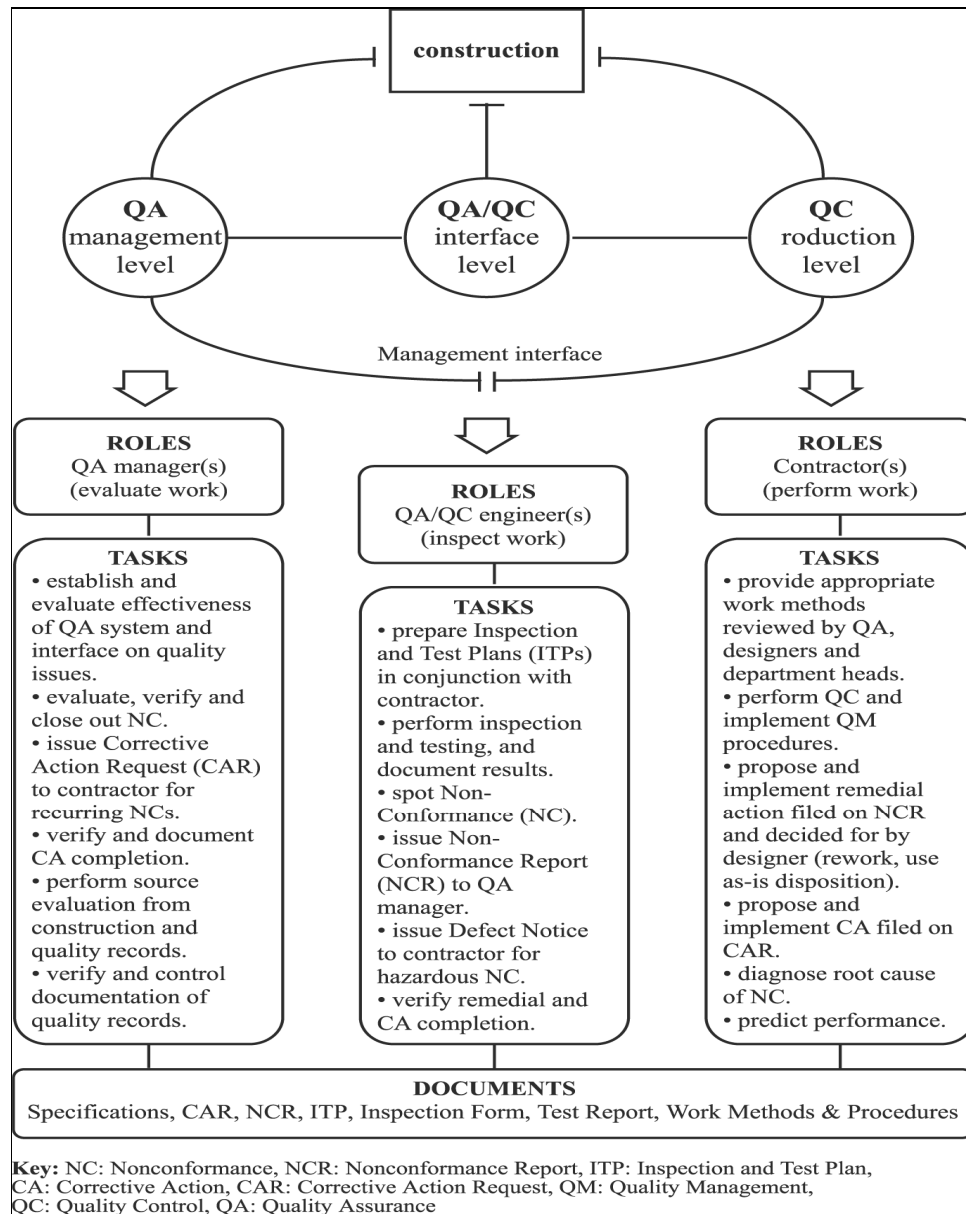 construction
QA
management
level
QA/QC
interface
level
QC
roduction
level
Management interface
ROLES
QA manager(s)
(evaluate work)
ROLES
QA/QC engineer(s)
(inspect work)
ROLES
Contractor(s)
(perform work)
TASKS
• establish and
evaluate effectiveness
of QA system and
interface on quality
issues.
• evaluate, verify and
close out NC.
• issue Corrective
Action Request (CAR)
to contractor for
recurring NCs.
• verify and document
CA completion.
• perform source
evaluation from
construction and
quality records.
• verify and control
documentation of
quality records.
TASKS
• prepare Inspection
and Test Plans (ITPs)
in conjunction with
contractor.
• perform inspection
and testing, and
document results.
• spot Non-
Conformance (NC).
• issue Non-
Conformance Report
(NCR) to QA
manager.
• issue Defect Notice
to contractor for
hazardous NC.
• verify remedial and
CA completion.
TASKS
• provide appropriate
work methods
reviewed by QA,
designers and
department heads.
• perform QC and
implement QM
procedures.
• propose and
implement remedial
action filed on NCR
and decided for by
designer (rework, use
as-is disposition).
• propose and
implement CA filed on
CAR.
• diagnose root cause
of NC.
• predict performance.
DOCUMENTS
Specifications, CAR, NCR, ITP, Inspection Form, Test Report, Work Methods & Procedures
Key: NC: Nonconformance, NCR: Nonconformance Report, ITP: Inspection and Test Plan,
CA: Corrective Action, CAR: Corrective Action Request, QM: Quality Management,
QC: Quality Control, QA: Quality Assurance